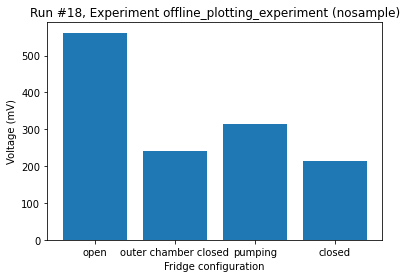 Run #18, Experiment offline_plotting_experiment (nosample)
500
400
300
200
100
0
Voltage (mV)
open outer chamber closed pumping closed
Fridge configuration